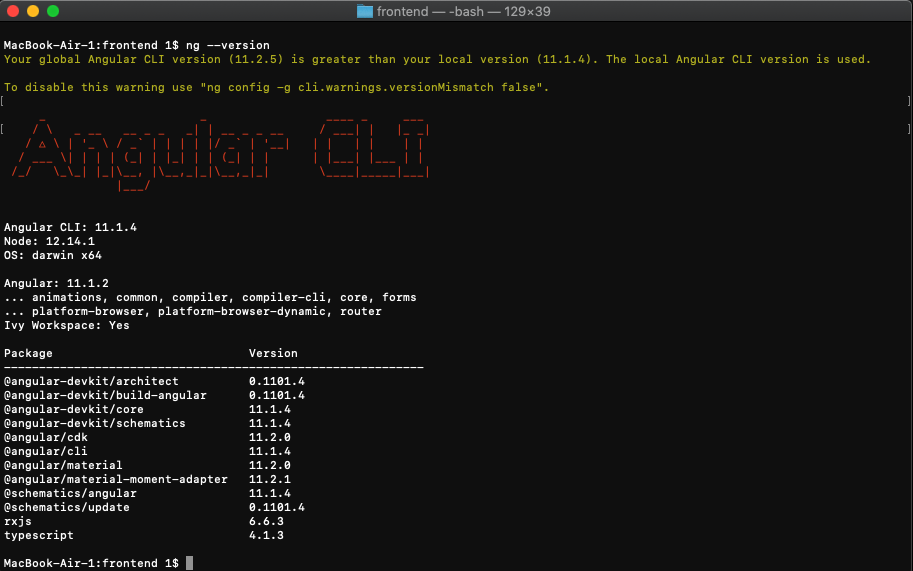 frontend — -bash — 129×39
MacBook-Air-1:frontend 1$ ng --version
Your global Angular CLI version (11.2.5) is greater than your local version (11.1.4). The local Angular CLI version is used.
To disable this warning use "ng config -g cli.warnings.versionMismatch false".
Angular CLI
Angular CLI: 11.1.4
Node: 12.14.1
OS: darwin x64
Angular: 11.1.2
... animations, common, compiler, compiler-cli, core, forms
... platform-browser, platform-browser-dynamic, router
Ivy Workspace: Yes
Package Version
------------------------------------------------------------
@angular-devkit/architect 0.1101.4
@angular-devkit/build-angular 0.1101.4
@angular-devkit/core 11.1.4
@angular-devkit/schematics 11.1.4
@angular/cdk 11.2.0
@angular/cli 11.1.4
@angular/material 11.2.0
@angular/material-moment-adapter 11.2.1
@schematics/angular 11.1.4
@schematics/update 0.1101.4
rxjs 6.6.3
typescript 4.1.3
MacBook-Air-1:frontend 1$